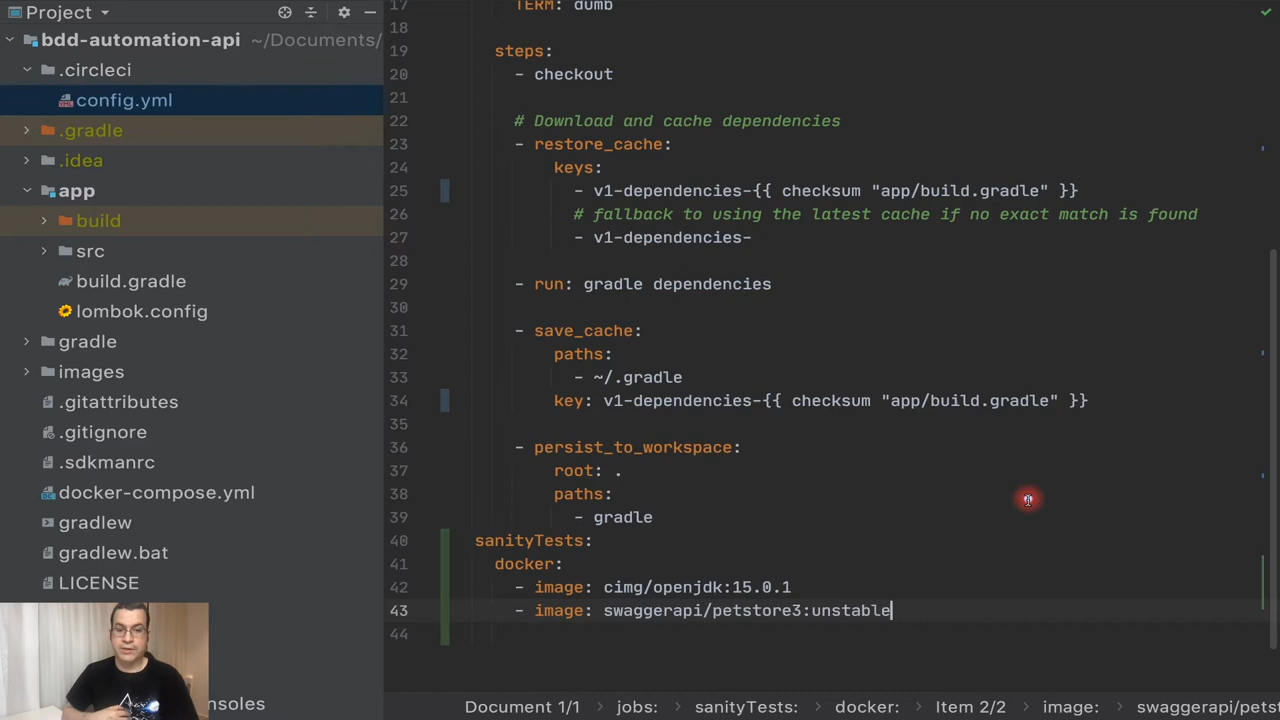 Project
bdd-automation-api ~/Documents/
.circleci
config.yml
.gradle
.idea
app
build
src
build.gradle
lombok.config
gradle
images
.gitattributes
.gitignore
.sdkmanrc
docker-compose.yml
gradlew
gradlew.bat
LICENSE
onsoles
17 TERM: dumb
18
19 steps:
20 - checkout
21
22 # Download and cache dependencies
23 - restore_cache:
24 keys:
25 - v1-dependencies-{{ checksum "app/build.gradle" }}
26 # fallback to using the latest cache if no exact match is found
27 - v1-dependencies-
28
29 - run: gradle dependencies
30
31 - save_cache:
32 paths:
33 - ~/.gradle
34 key: v1-dependencies-{{ checksum "app/build.gradle" }}
35
36 - persist_to_workspace:
37 root: .
38 paths:
39 - gradle
40 sanityTests:
41 docker:
42 - image: cimg/openjdk:15.0.1
43 - image: swaggerapi/petstore3:unstable
44
Document 1/1 › jobs: › sanityTests: › docker: › Item 2/2 › image: › swaggerapi/pets